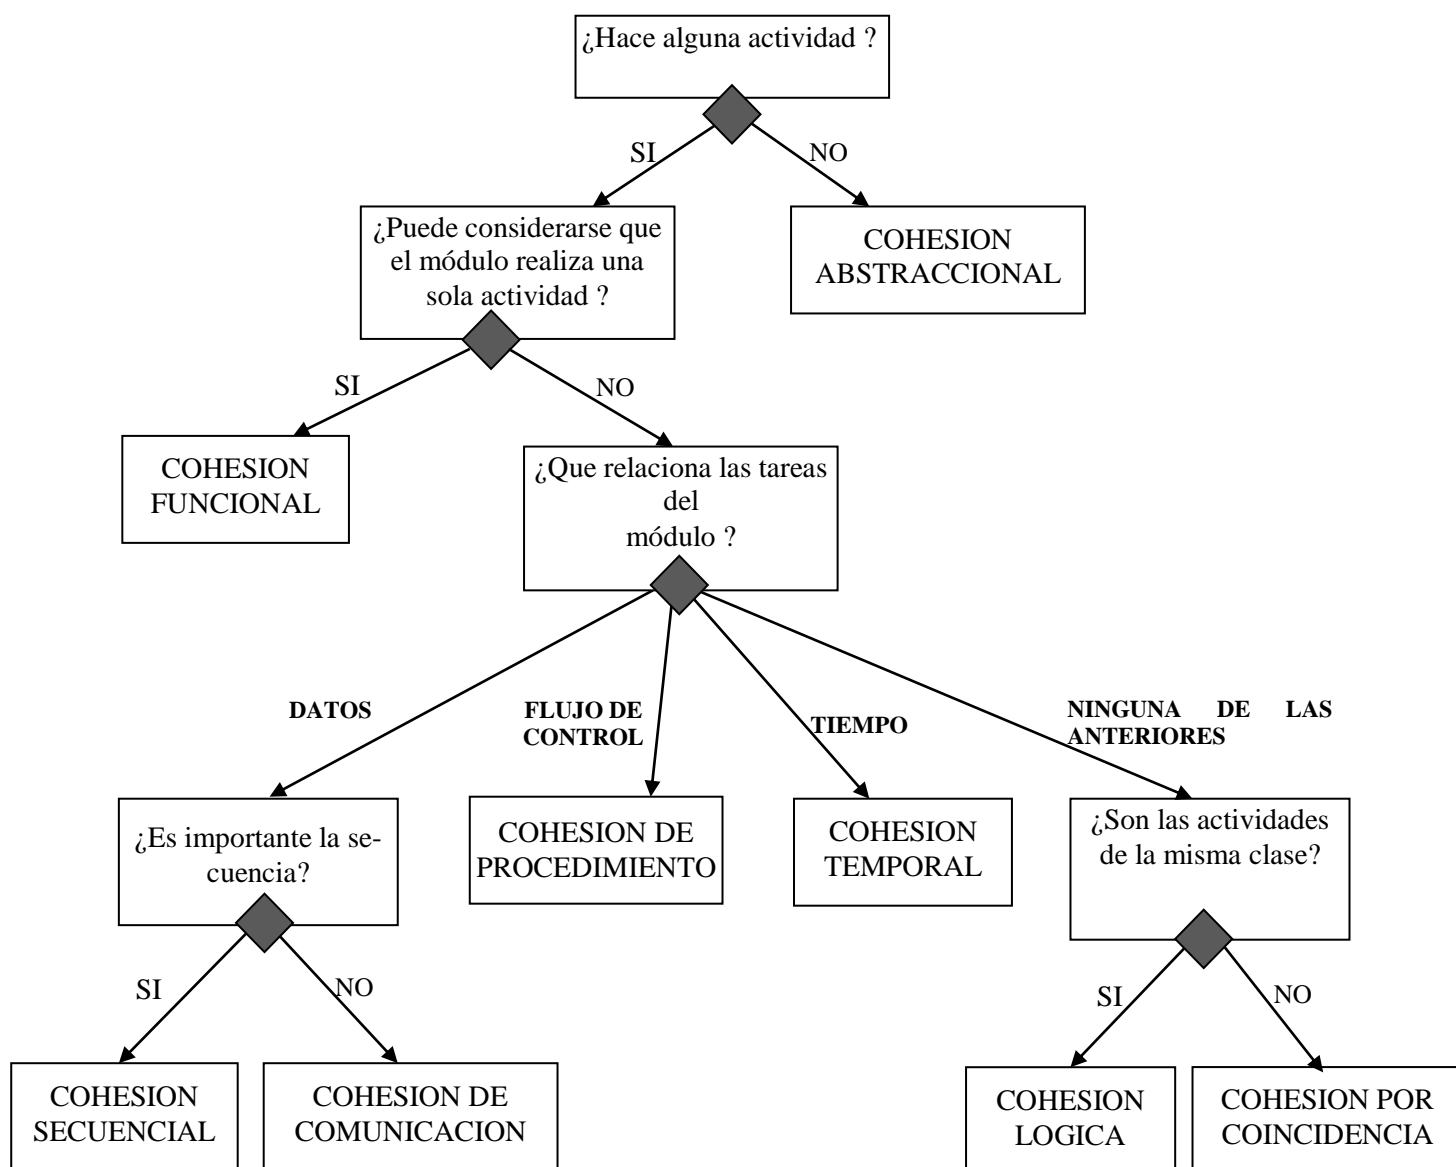 ¿Hace alguna actividad ?
SI
NO
¿Puede considerarse que
el módulo realiza una
sola actividad ?
COHESION
ABSTRACCIONAL
SI
NO
COHESION
FUNCIONAL
¿Que relaciona las tareas
del
módulo ?
DATOS
FLUJO DE
CONTROL
TIEMPO
NINGUNA DE LAS
ANTERIORES
¿Es importante la se-
cuencia?
COHESION DE
PROCEDIMIENTO
COHESION
TEMPORAL
¿Son las actividades
de la misma clase?
SI
NO
SI
NO
COHESION
SECUENCIAL
COHESION DE
COMUNICACION
COHESION
LOGICA
COHESION POR
COINCIDENCIA